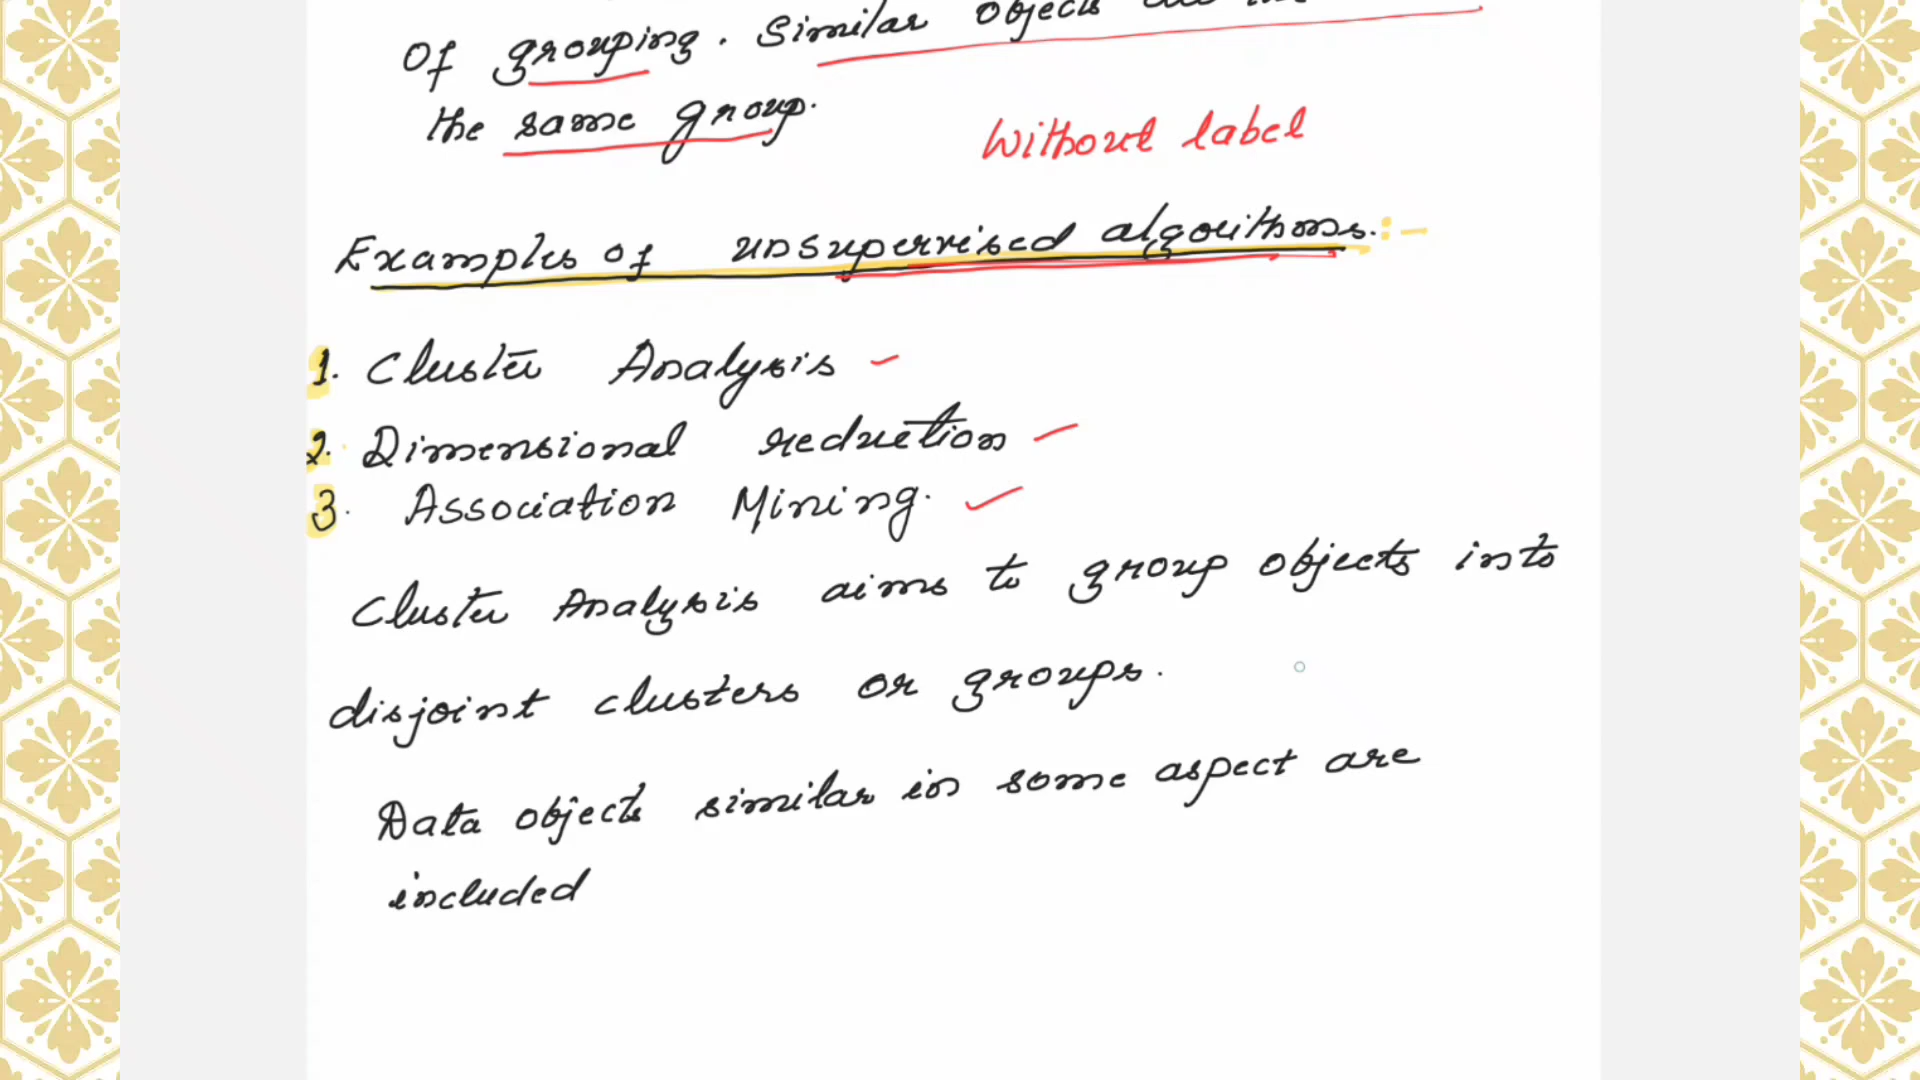 Of grouping. Similar objects
the same group.
Without label
Examples of unsupervised algorithms.:-
1. Cluster Analysis
2. Dimensional reduction
3. Association Mining.
Cluster Analysis aims to group objects into
disjoint clusters or groups.
Data objects similar in some aspect are
included